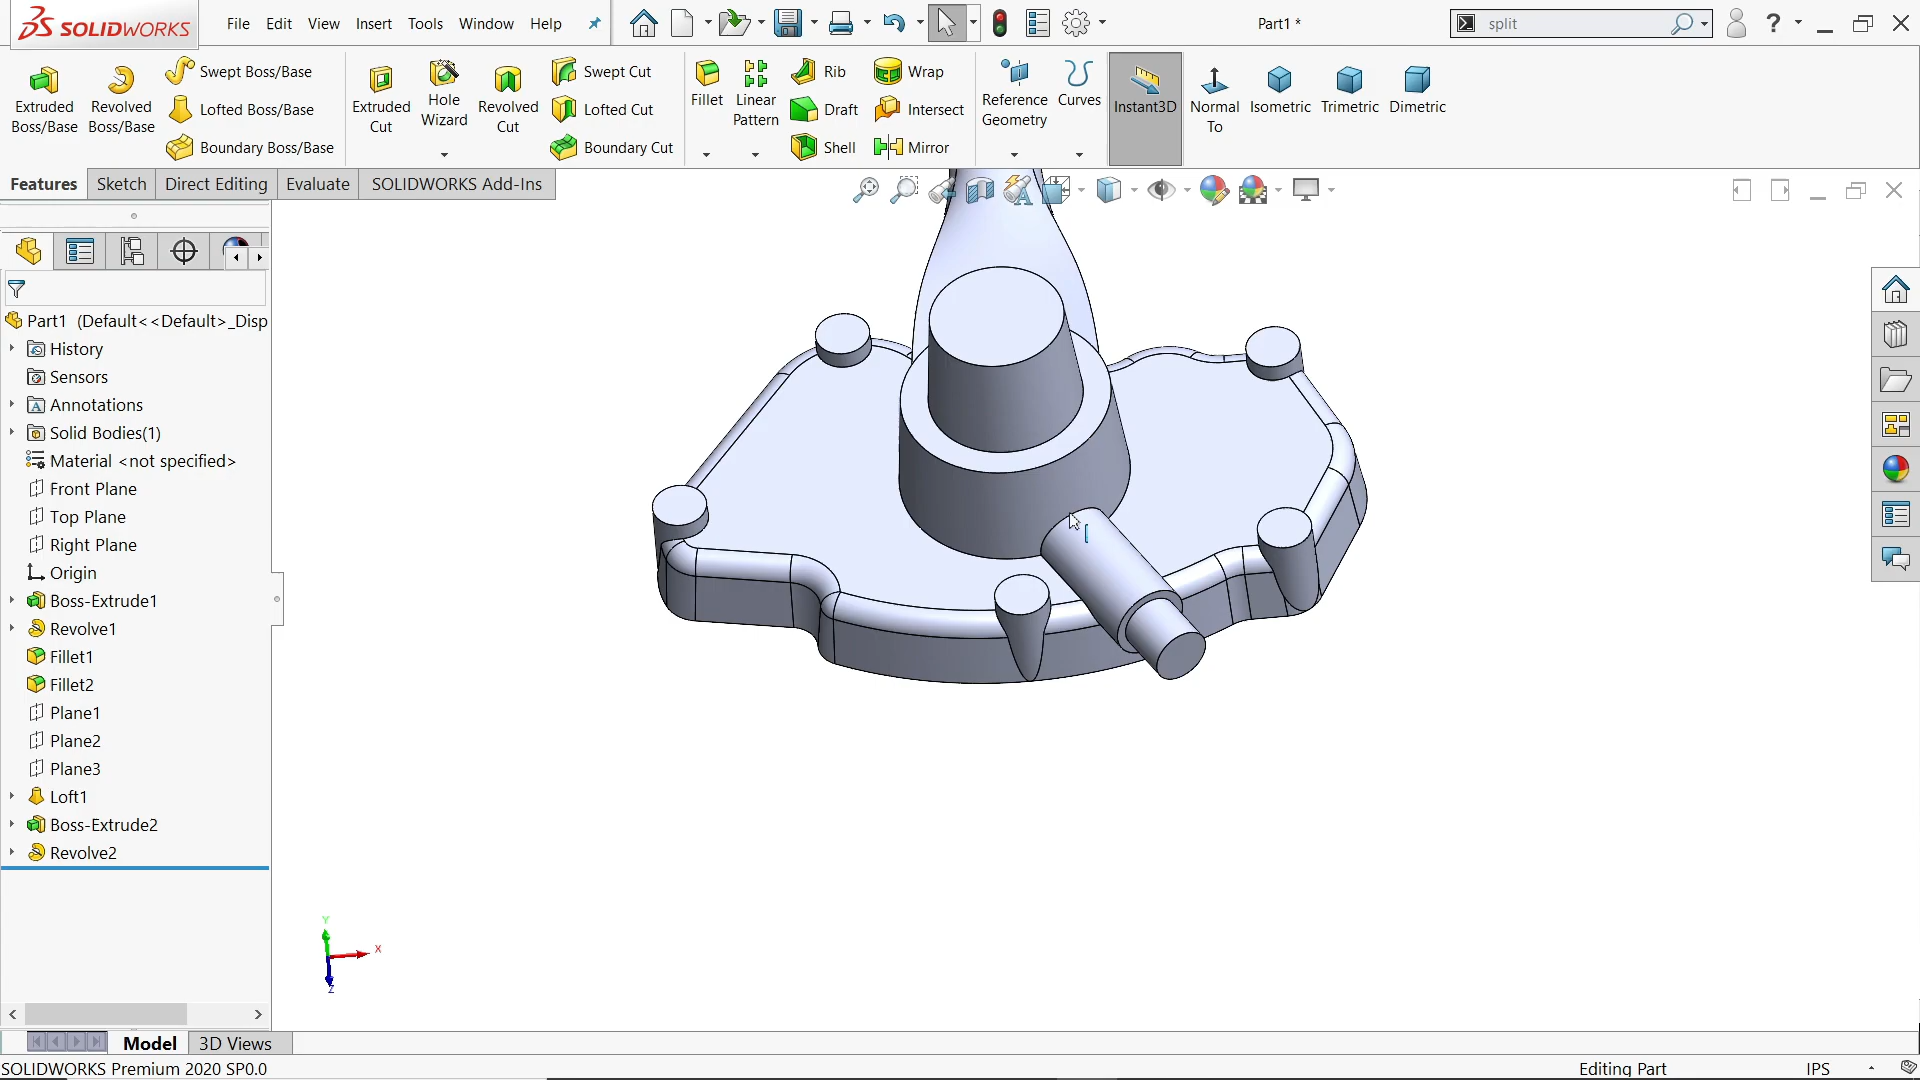 SOLIDWORKS
File Edit View Insert Tools Window Help
Part1 *
split
Extruded Boss/Base
Revolved Boss/Base
Swept Boss/Base
Lofted Boss/Base
Boundary Boss/Base
Extruded Cut
Hole Wizard
Revolved Cut
Swept Cut
Lofted Cut
Boundary Cut
Fillet
Linear Pattern
Rib
Draft
Shell
Wrap
Intersect
Mirror
Reference Geometry
Curves
Instant3D
Normal To
Isometric
Trimetric
Dimetric
Features Sketch Direct Editing Evaluate SOLIDWORKS Add-Ins
Part1 (Default<<Default>_Disp
History
Sensors
Annotations
Solid Bodies(1)
Material <not specified>
Front Plane
Top Plane
Right Plane
Origin
Boss-Extrude1
Revolve1
Fillet1
Fillet2
Plane1
Plane2
Plane3
Loft1
Boss-Extrude2
Revolve2
Y
X
Z
Model 3D Views
SOLIDWORKS Premium 2020 SP0.0
Editing Part
IPS